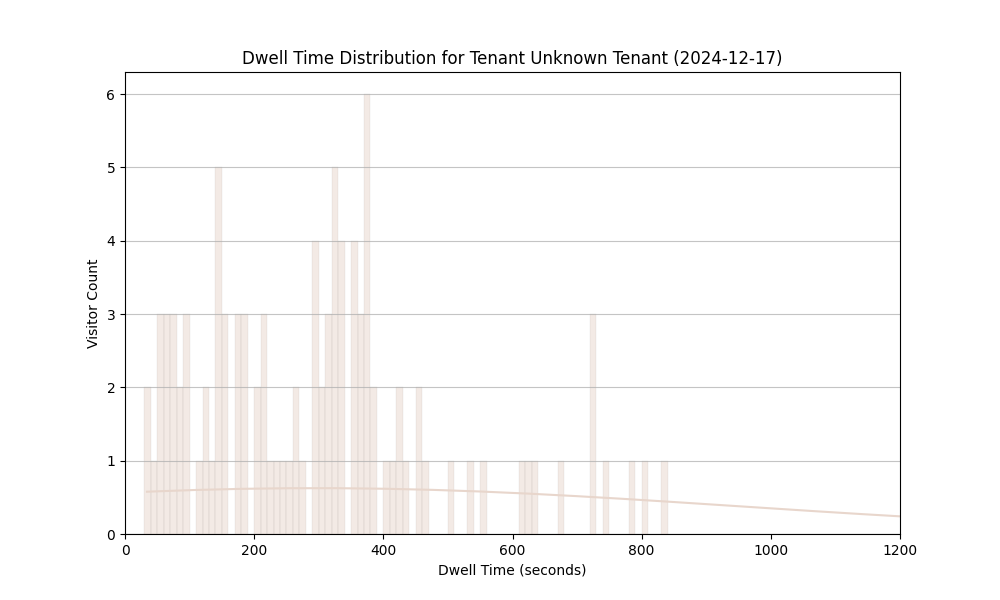 Dwell Time Distribution for Tenant Unknown Tenant (2024-12-17)
6
5
4
3
2
1
0
Visitor Count
0 200 400 600 800 1000 1200
Dwell Time (seconds)